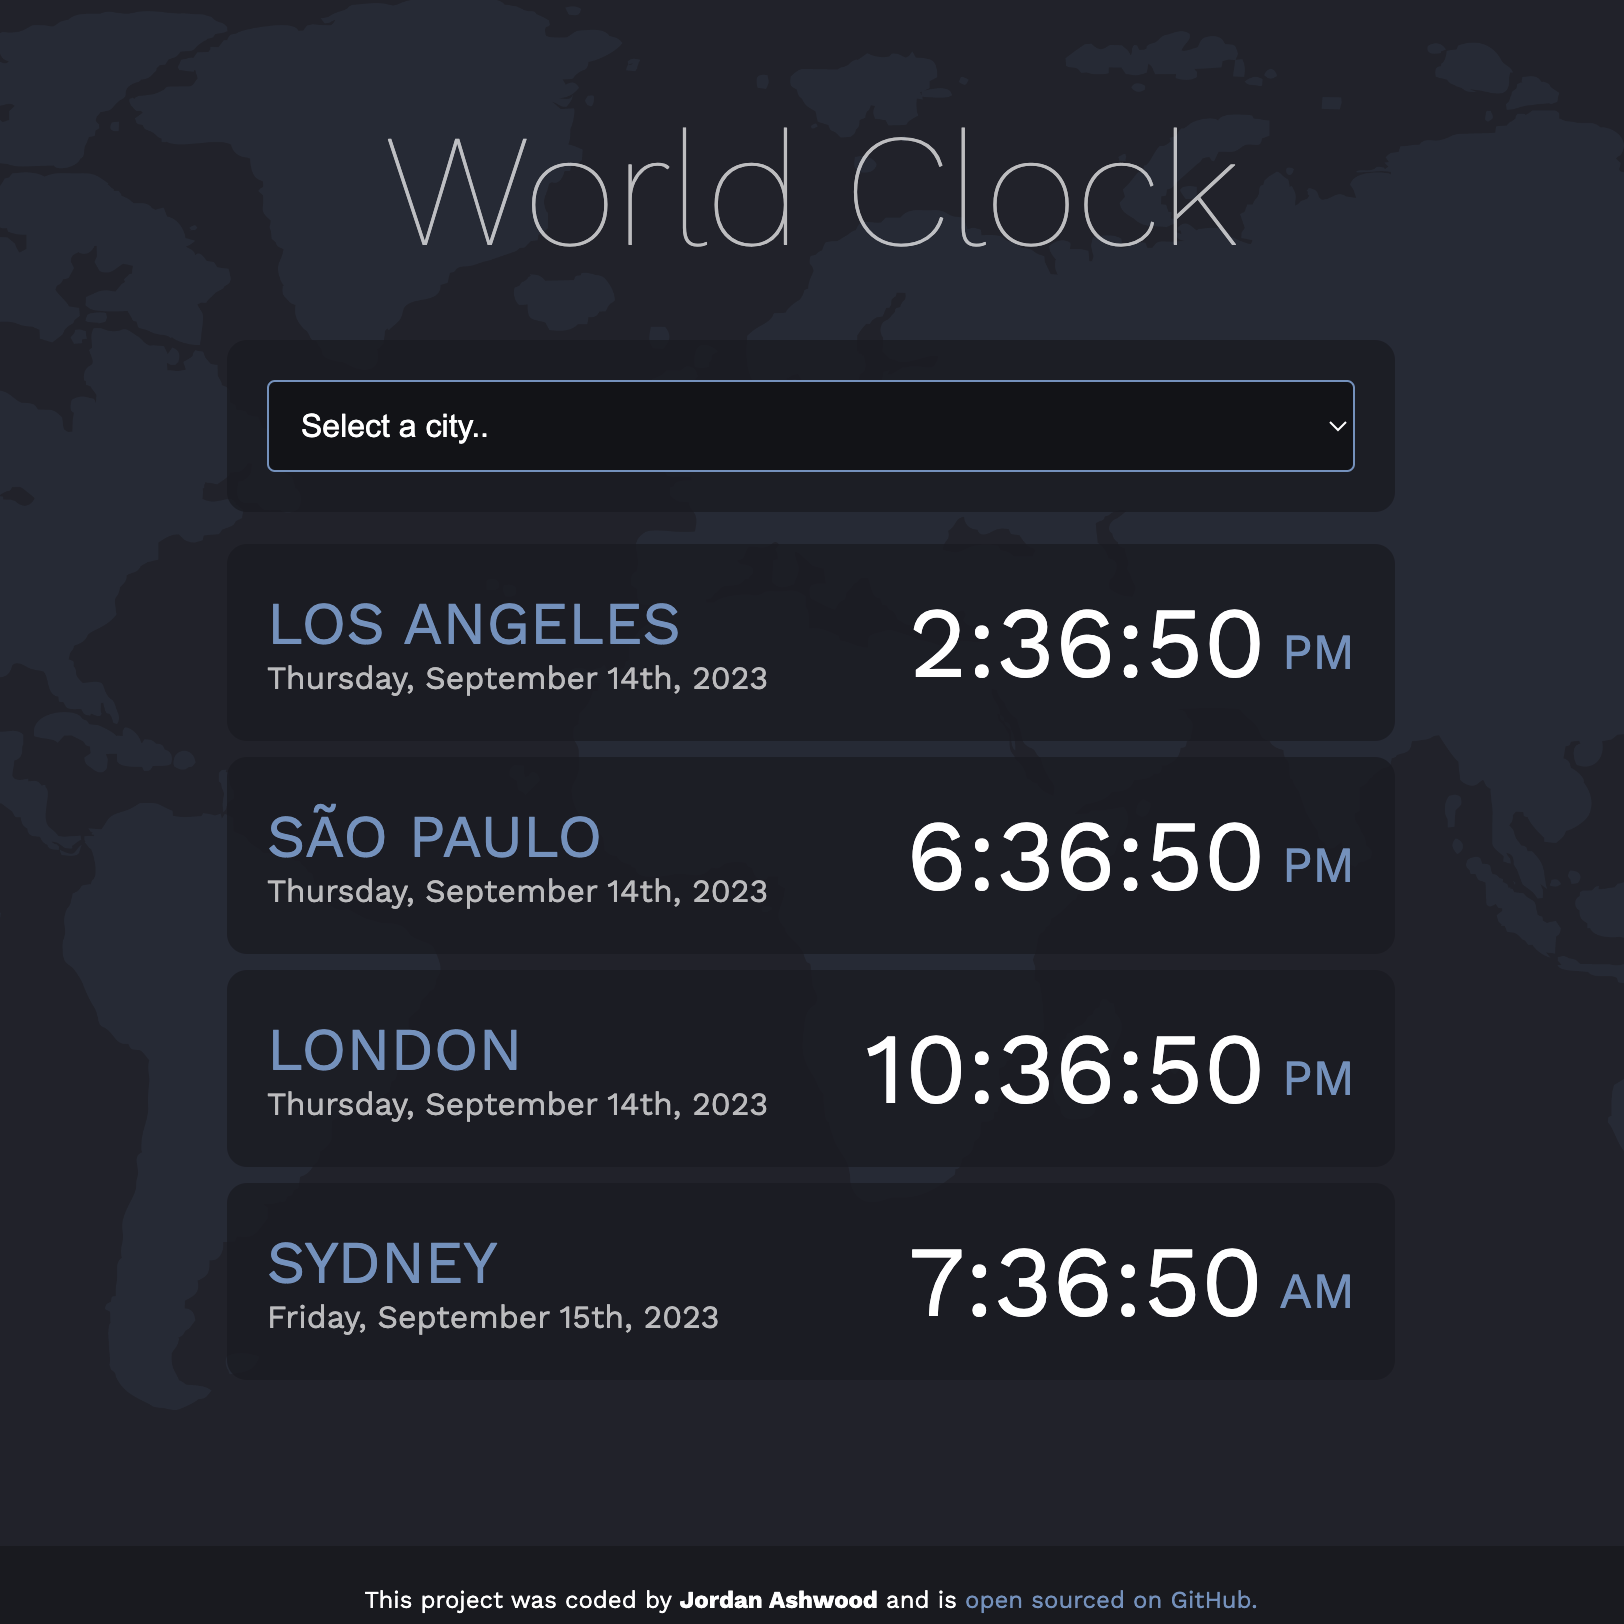 World Clock
Select a city..
LOS ANGELES
Thursday, September 14th, 2023
2:36:50 PM
SÃO PAULO
Thursday, September 14th, 2023
6:36:50 PM
LONDON
Thursday, September 14th, 2023
10:36:50 PM
SYDNEY
Friday, September 15th, 2023
7:36:50 AM
This project was coded by Jordan Ashwood and is open sourced on GitHub.